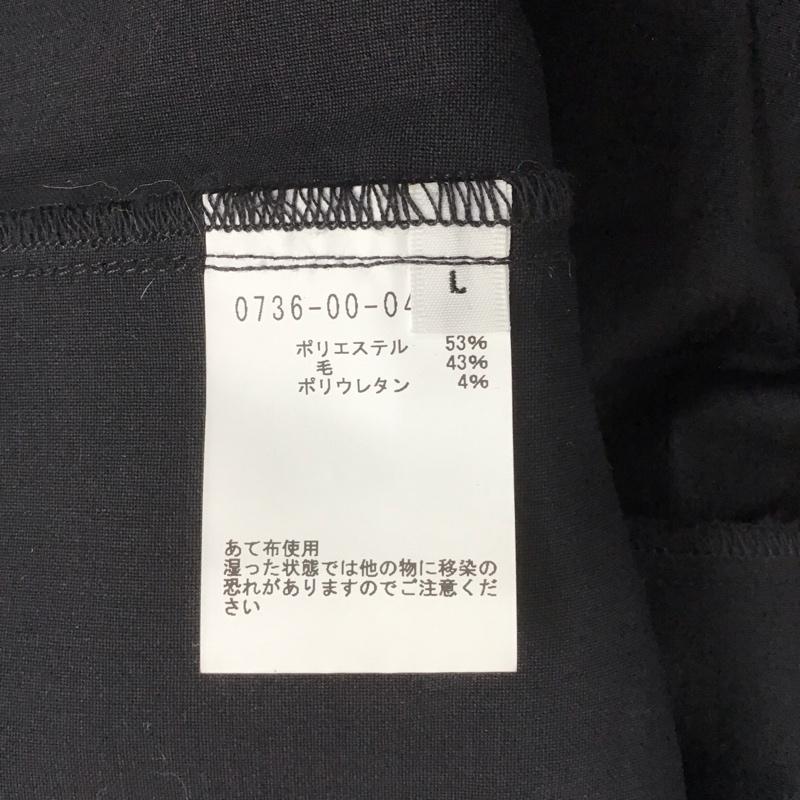 L
0736-00-04
ポリエステル 53%
毛 43%
ポリウレタン 4%
あて布使用
湿った状態では他の物に移染の
恐れがありますのでご注意くだ
さい